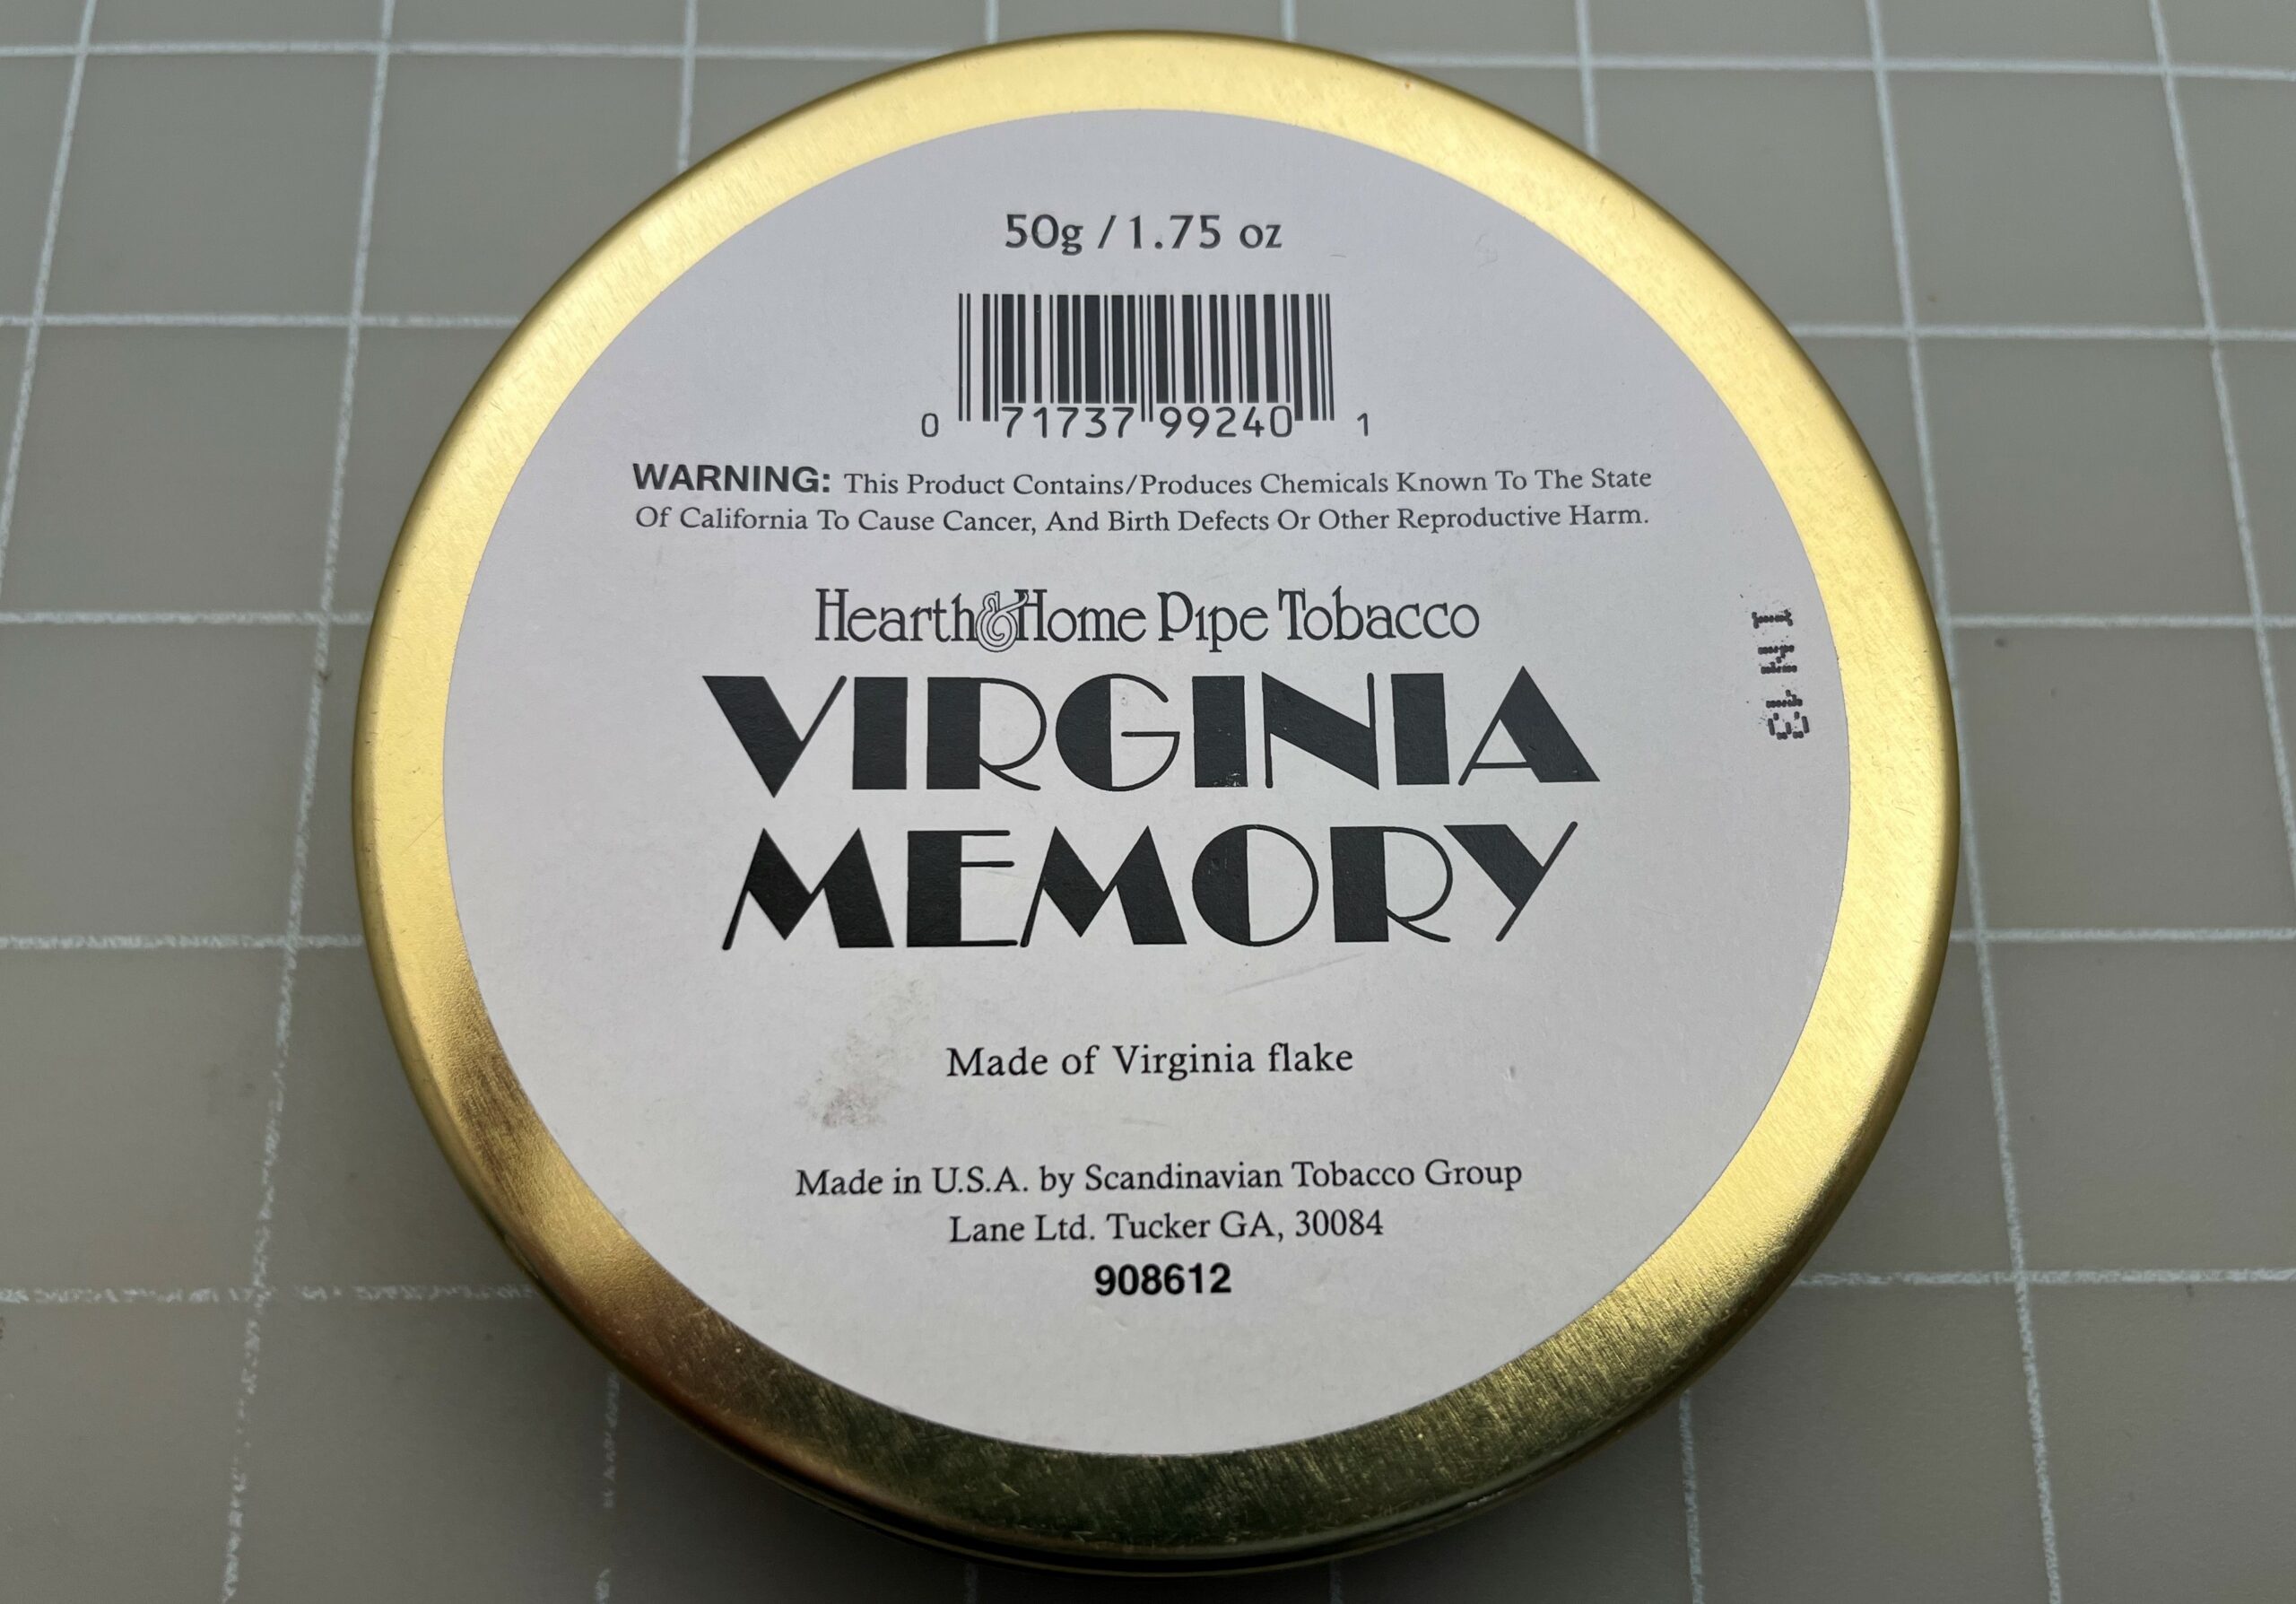 50g / 1.75 oz
0 71737 99240 1
WARNING: This Product Contains/Produces Chemicals Known To The State
Of California To Cause Cancer, And Birth Defects Or Other Reproductive Harm.
Hearth & Home Pipe Tobacco
VIRGINIA
MEMORY
Made of Virginia flake
Made in U.S.A. by Scandinavian Tobacco Group
Lane Ltd. Tucker GA, 30084
908612